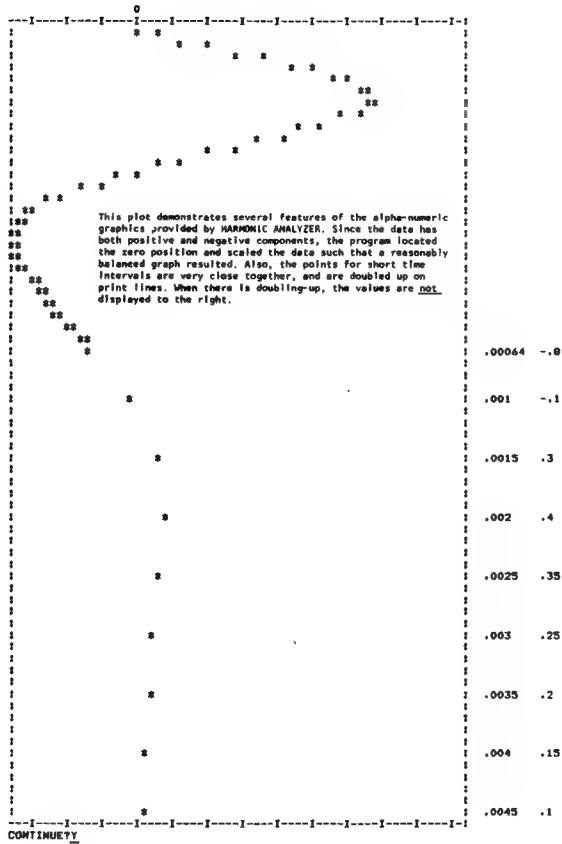 0
This plot demonstrates several features of the alpha-numeric
graphics provided by HARMONIC ANALYZER. Since the data has
both positive and negative components, the program located
the zero position and scaled the data such that a reasonably
balanced graph resulted. Also, the points for short time
intervals are very close together, and are doubled up on
print lines. When there is doubling-up, the values are not
displayed to the right.
.00064 -.8
.001 -.1
.0015 .3
.002 .4
.0025 .35
.003 .25
.0035 .2
.004 .15
.0045 .1
CONTINUE?Y